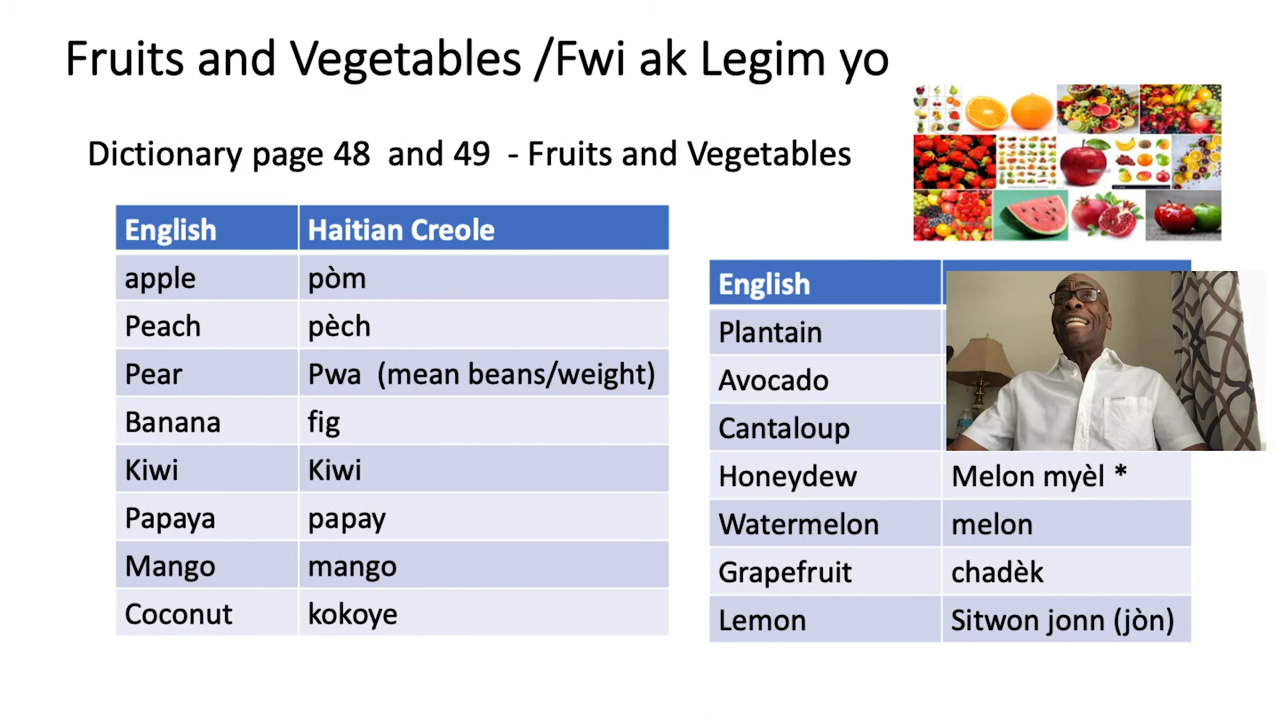 Fruits and Vegetables /Fwi ak Legim yo
Dictionary page 48 and 49 - Fruits and Vegetables
English Haitian Creole
apple pòm
Peach pèch
Pear Pwa (mean beans/weight)
Banana fig
Kiwi Kiwi
Papaya papay
Mango mango
Coconut kokoye
English
Plantain
Avocado
Cantaloup
Honeydew Melon myèl *
Watermelon melon
Grapefruit chadèk
Lemon Sitwon jonn (jòn)